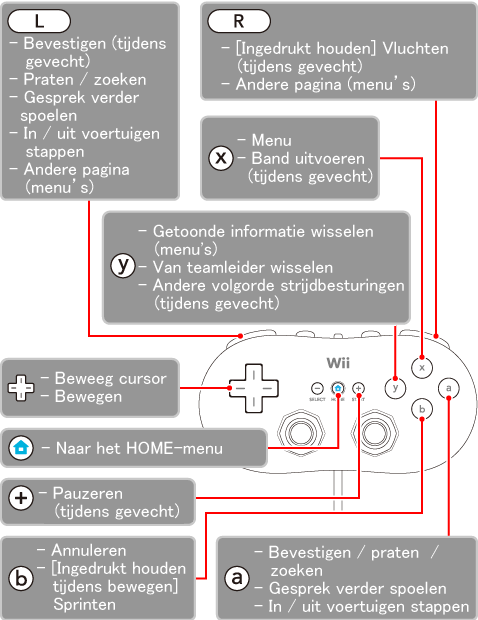 L
– Bevestigen (tijdens
gevecht)
– Praten / zoeken
– Gesprek verder
spoelen
– In / uit voertuigen
stappen
– Andere pagina
(menu's)
R
– [Ingedrukt houden] Vluchten
(tijdens gevecht)
– Andere pagina (menu's)
x
– Menu
– Band uitvoeren
(tijdens gevecht)
y
– Getoonde informatie wisselen
(menu's)
– Van teamleider wisselen
– Andere volgorde strijdbesturingen
(tijdens gevecht)
Wii
SELECT HOME START
x
y
a
b
– Beweeg cursor
– Bewegen
– Naar het HOME-menu
+
– Pauzeren
(tijdens gevecht)
b
– Annuleren
– [Ingedrukt houden
tijdens bewegen]
Sprinten
a
– Bevestigen / praten /
zoeken
– Gesprek verder spoelen
– In / uit voertuigen stappen